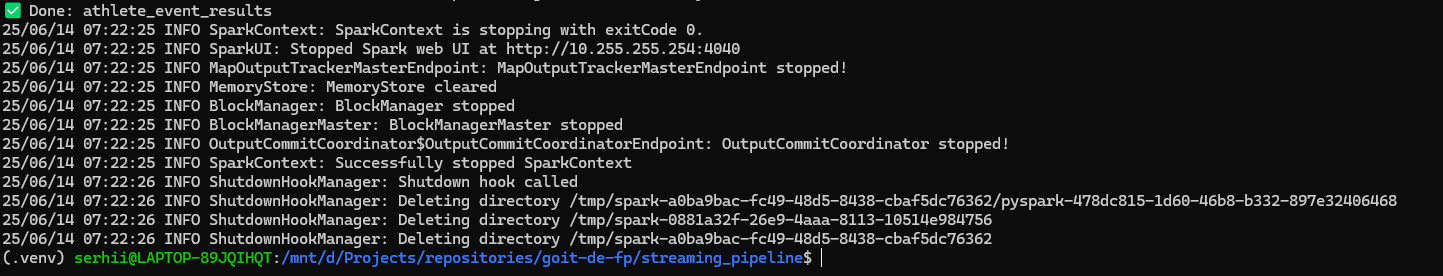 ✅ Done: athlete_event_results
25/06/14 07:22:25 INFO SparkContext: SparkContext is stopping with exitCode 0.
25/06/14 07:22:25 INFO SparkUI: Stopped Spark web UI at http://10.255.255.254:4040
25/06/14 07:22:25 INFO MapOutputTrackerMasterEndpoint: MapOutputTrackerMasterEndpoint stopped!
25/06/14 07:22:25 INFO MemoryStore: MemoryStore cleared
25/06/14 07:22:25 INFO BlockManager: BlockManager stopped
25/06/14 07:22:25 INFO BlockManagerMaster: BlockManagerMaster stopped
25/06/14 07:22:25 INFO OutputCommitCoordinator$OutputCommitCoordinatorEndpoint: OutputCommitCoordinator stopped!
25/06/14 07:22:25 INFO SparkContext: Successfully stopped SparkContext
25/06/14 07:22:26 INFO ShutdownHookManager: Shutdown hook called
25/06/14 07:22:26 INFO ShutdownHookManager: Deleting directory /tmp/spark-a0ba9bac-fc49-48d5-8438-cbaf5dc76362/pyspark-478dc815-1d60-46b8-b332-897e32406468
25/06/14 07:22:26 INFO ShutdownHookManager: Deleting directory /tmp/spark-0881a32f-26e9-4aaa-8113-10514e984756
25/06/14 07:22:26 INFO ShutdownHookManager: Deleting directory /tmp/spark-a0ba9bac-fc49-48d5-8438-cbaf5dc76362
(.venv) serhii@LAPTOP-89JQIHQT:/mnt/d/Projects/repositories/goit-de-fp/streaming_pipeline$